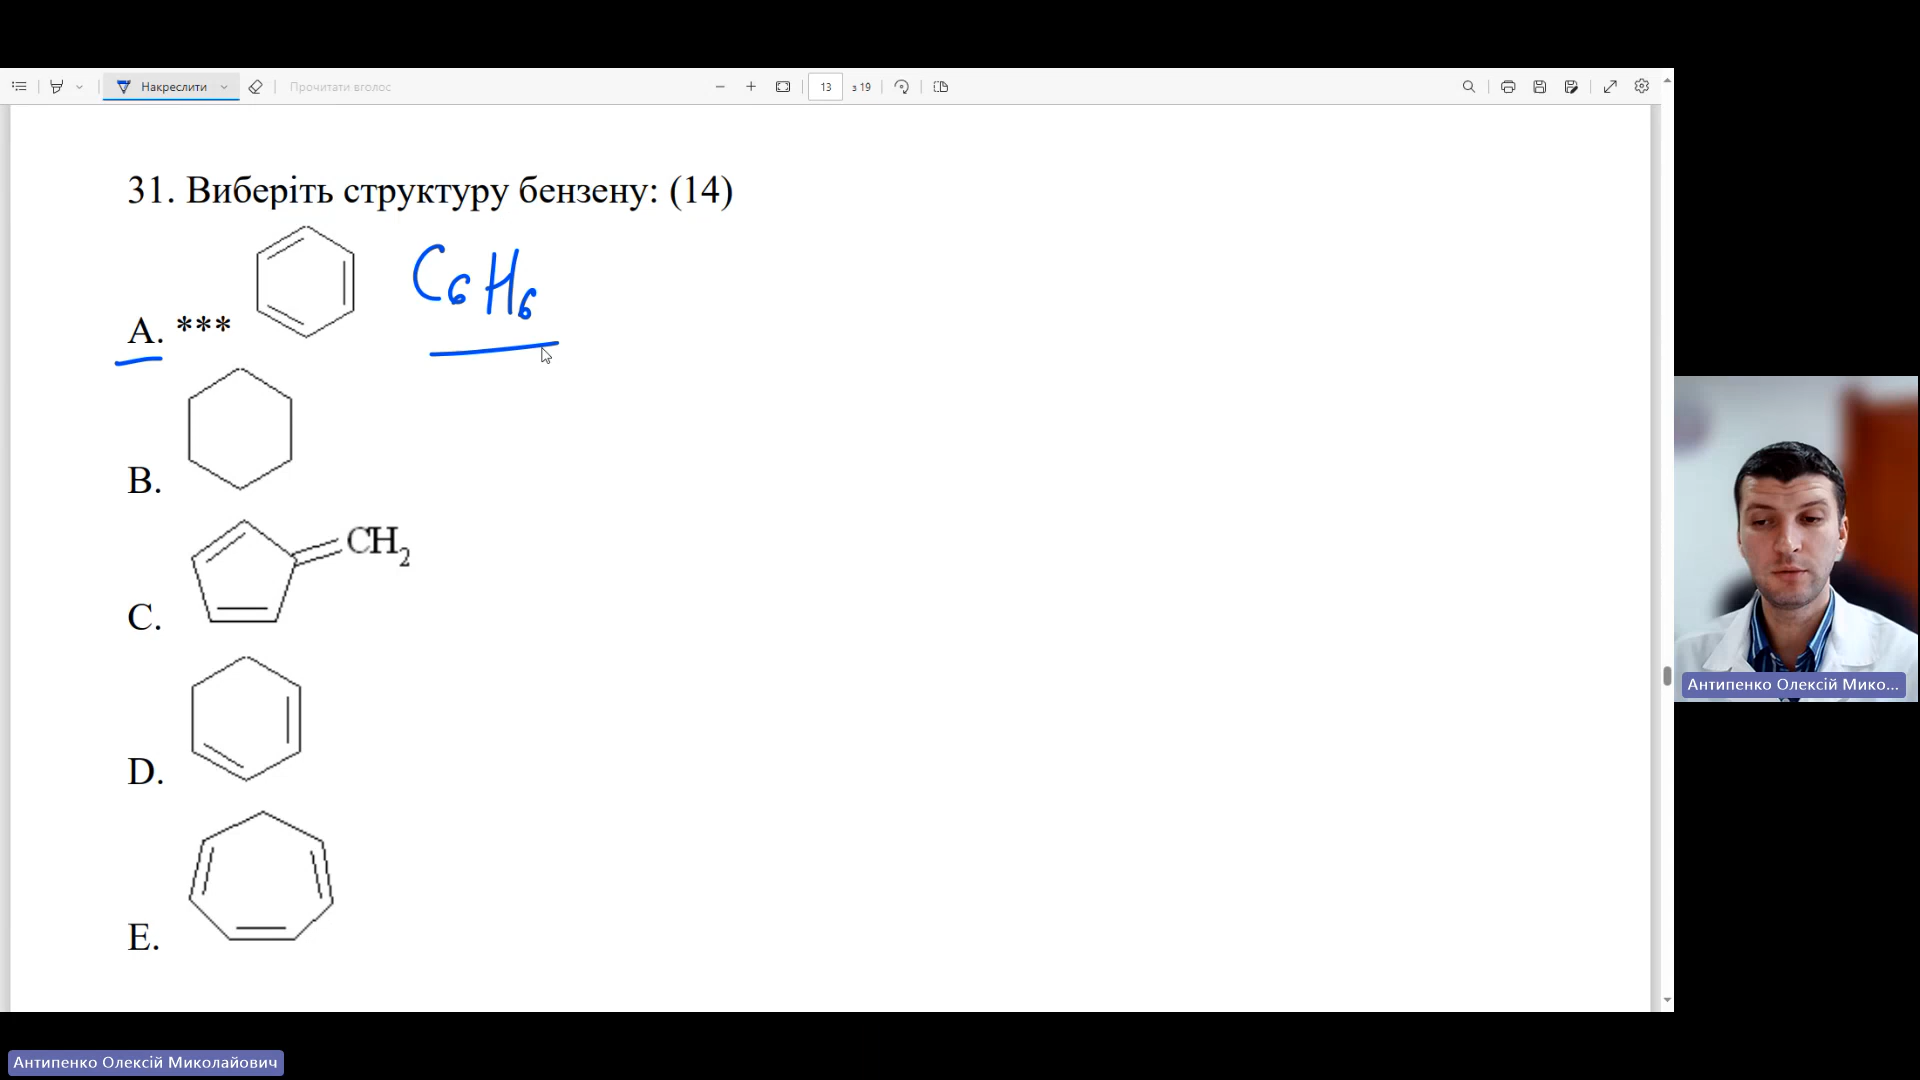 Накреслити
Прочитати вголос
13
з 19
31. Виберіть структуру бензену: (14)
C6H6
A. ***
B.
CH2
C.
D.
E.
Антипенко Олексій Мико...
Антипенко Олексій Миколайович